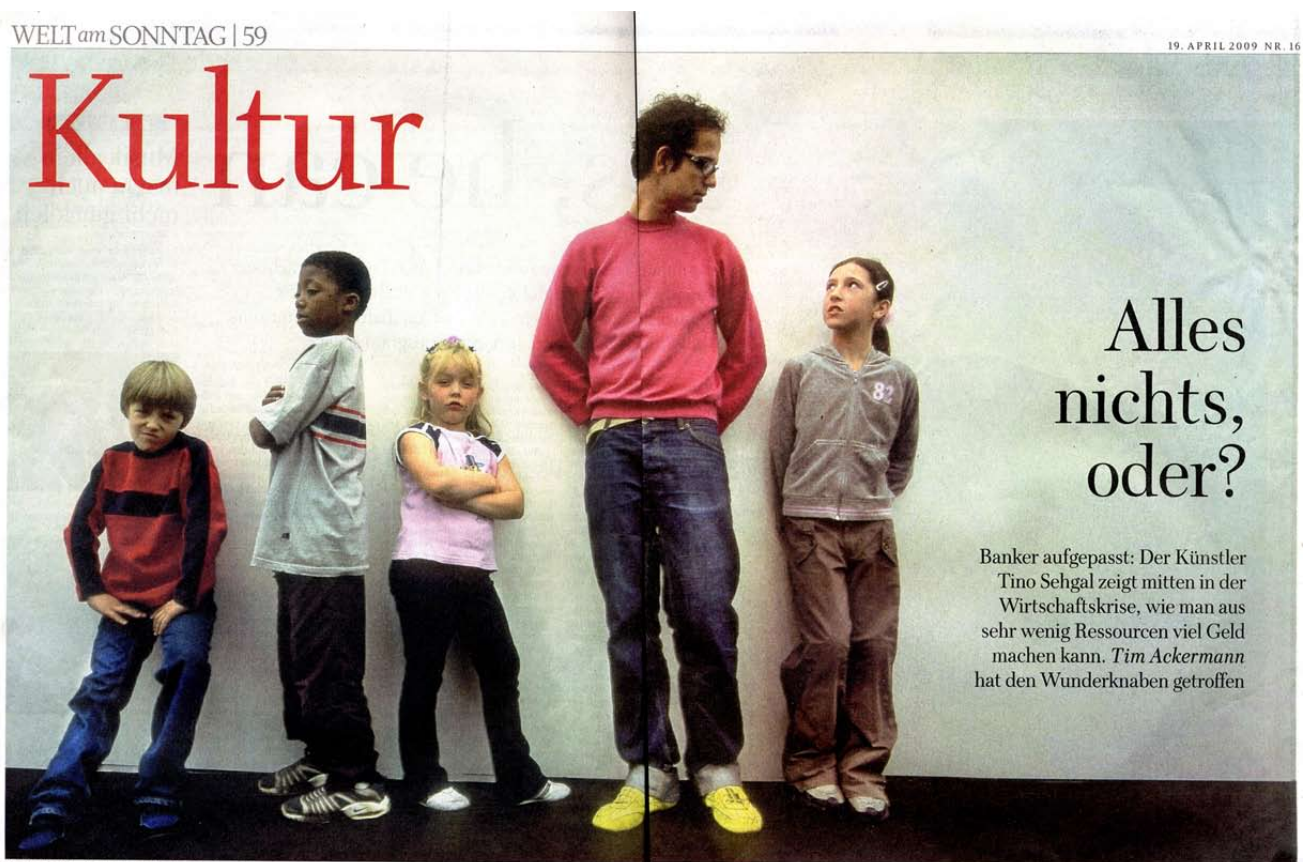 WELT am SONNTAG | 59
19. APRIL 2009 NR. 16
Kultur
82
Alles
nichts,
oder?
Banker aufgepasst: Der Künstler
Tino Sehgal zeigt mitten in der
Wirtschaftskrise, wie man aus
sehr wenig Ressourcen viel Geld
machen kann. Tim Ackermann
hat den Wunderknaben getroffen